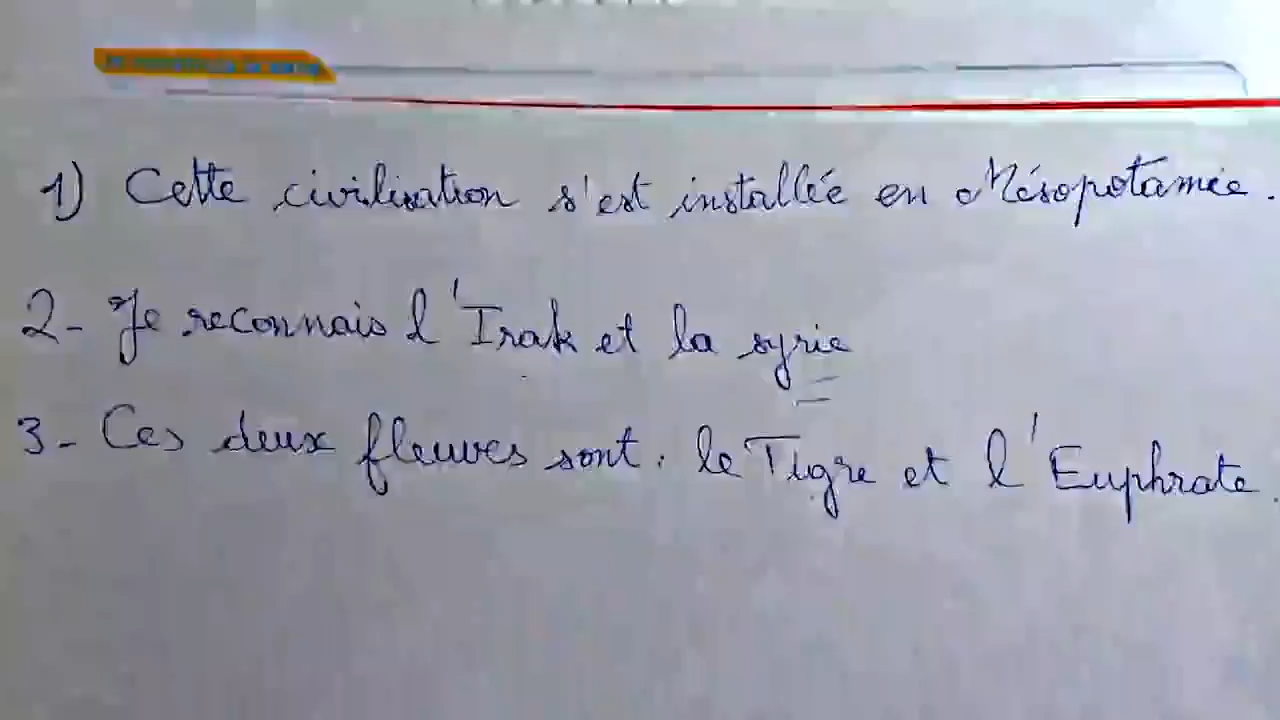 1) Cette civilisation s'est installée en Mésopotamie.
2- Je reconnais l'Irak et la syrie
3- Ces deux fleuves sont. le Tigre et l'Euphrate.